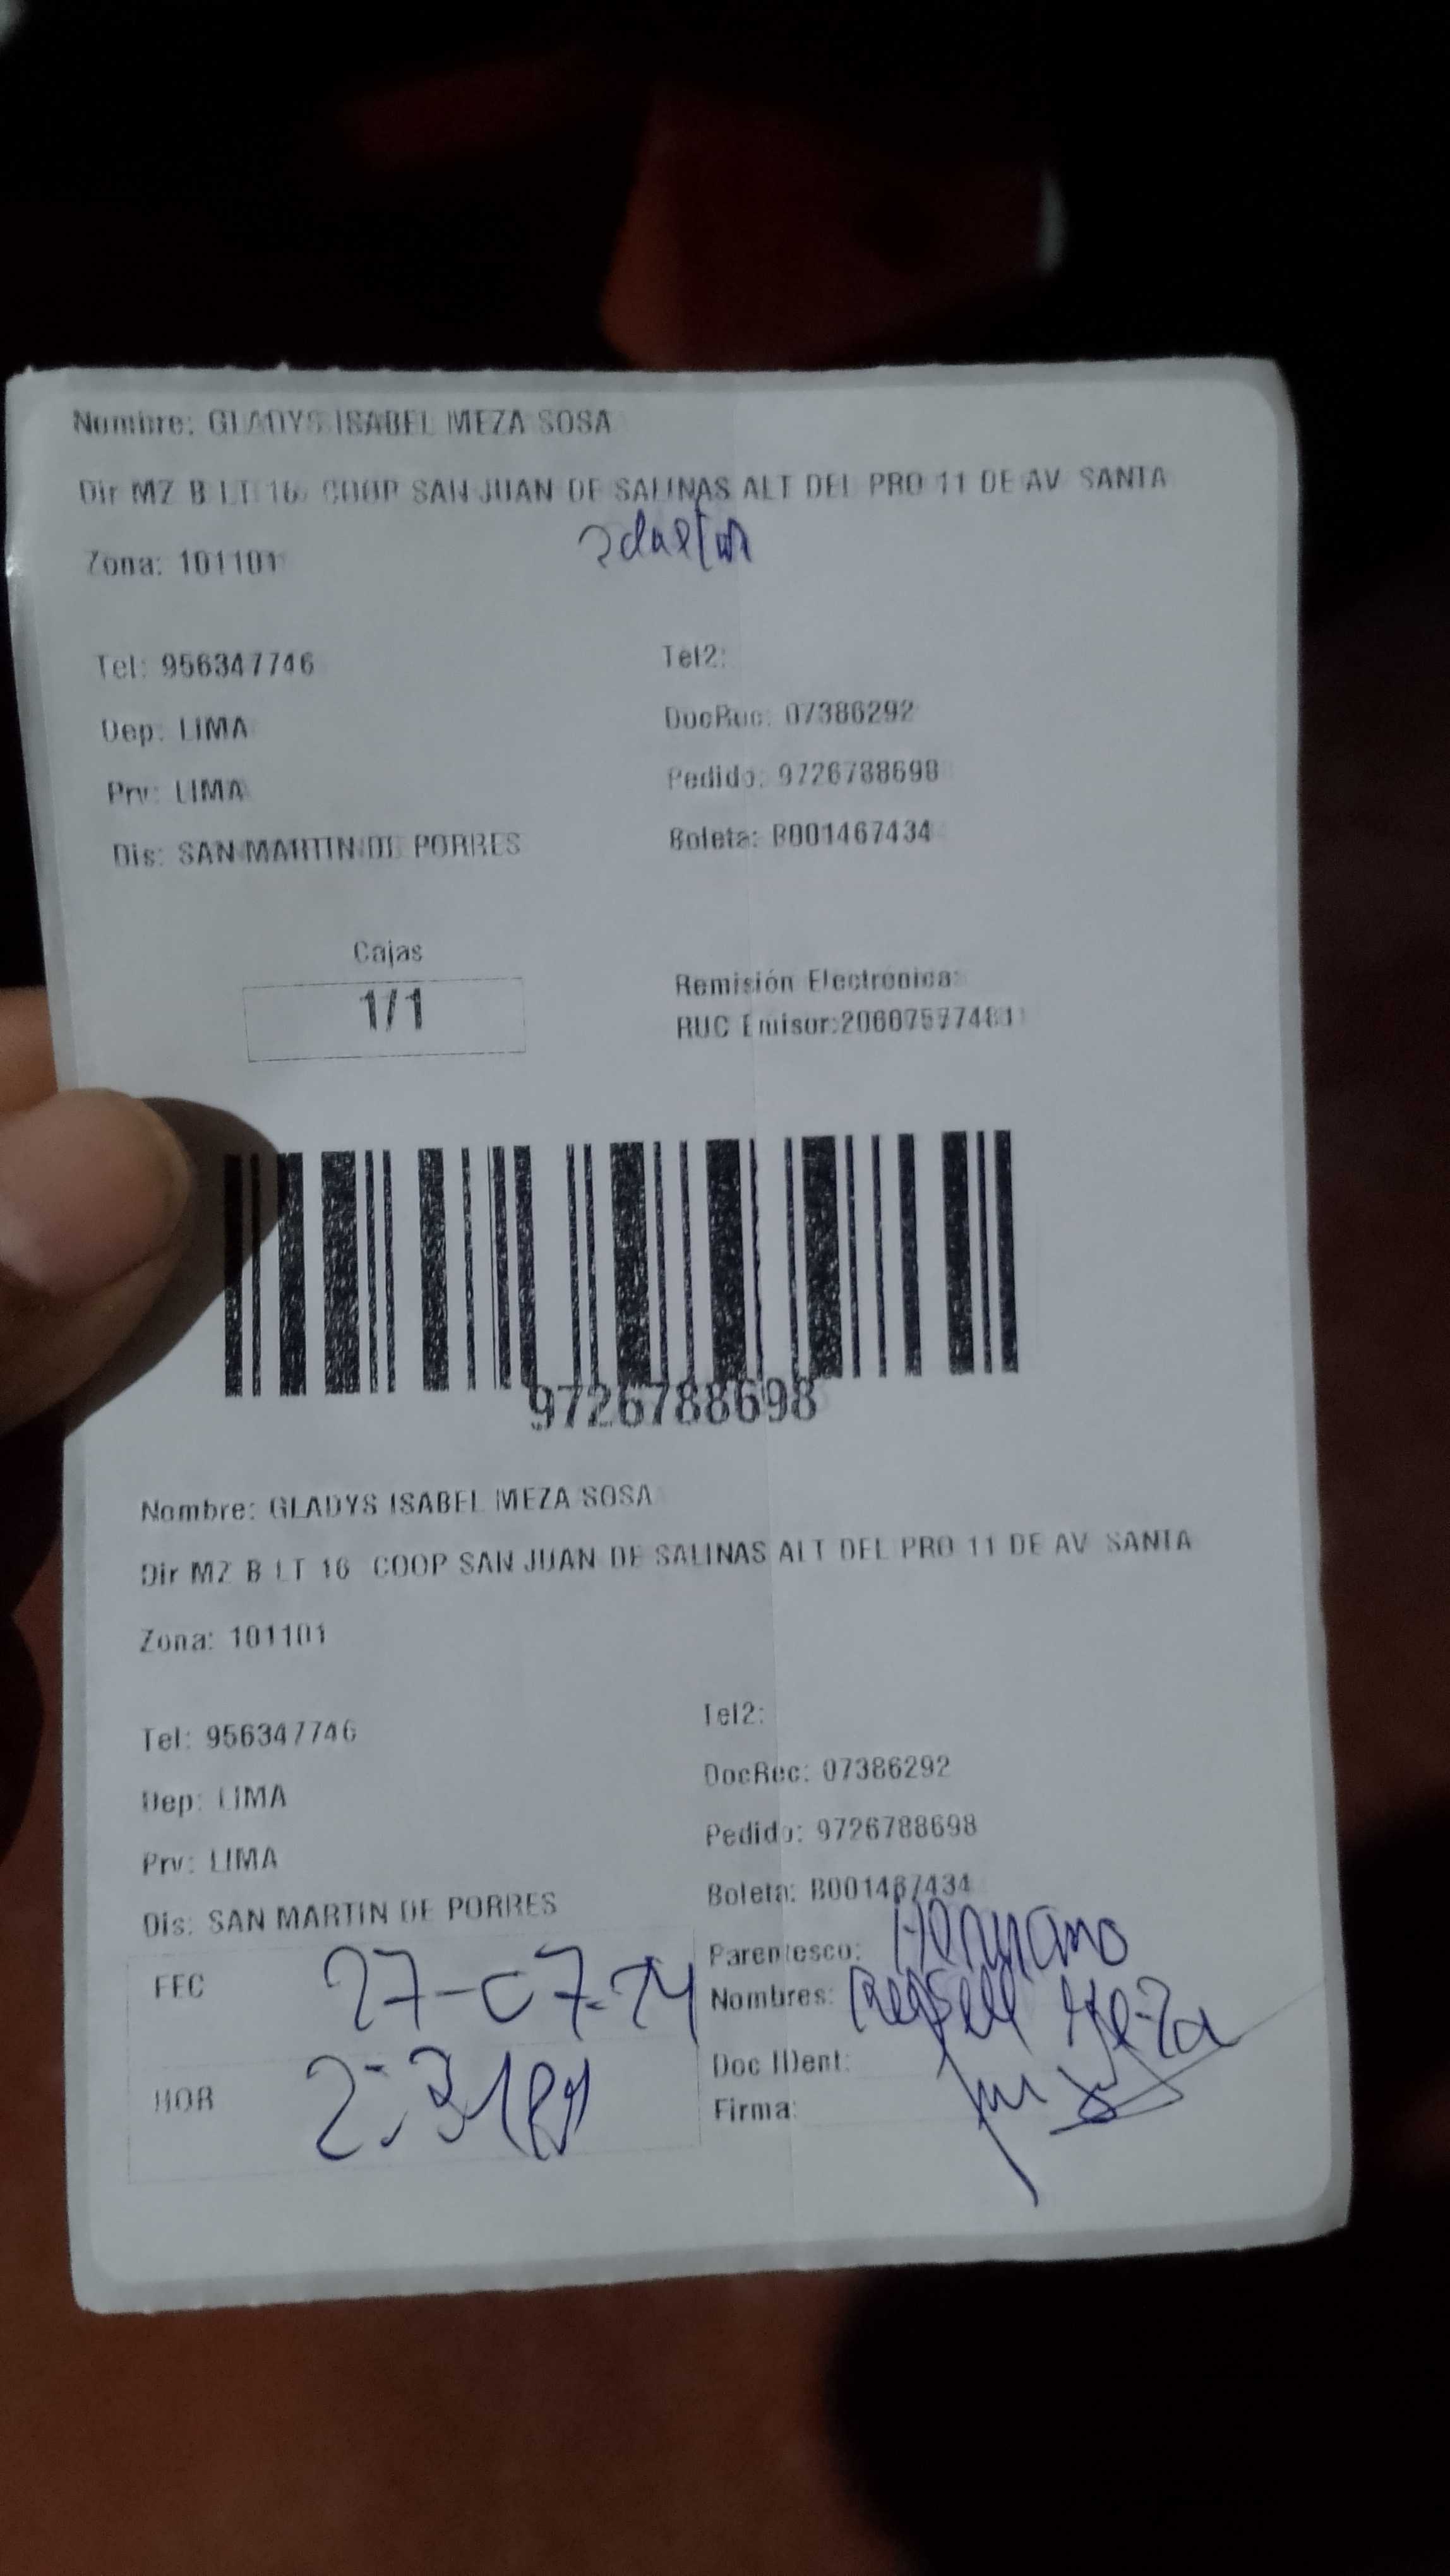 Nombre: GLADYS ISABEL MEZA SOSA
Dir MZ B LT 16 COOP SAN JUAN DE SALINAS ALT DEL PRO 11 DE AV SANTA
Zona: 101101
Tel: 956347746
Tel2:
Dep: LIMA
DocRuc: 07386292
Prv: LIMA
Pedido: 9726788698
Dis: SAN MARTIN DE PORRES
Boleta: B001467434
Cajas
1/1
Remisión Electrónica:
RUC Emisor:20607577481
9726788698
Nombre: GLADYS ISABEL MEZA SOSA
Dir MZ B LT 16 COOP SAN JUAN DE SALINAS ALT DEL PRO 11 DE AV SANTA
Zona: 101101
Tel: 956347746
Tel2:
Dep: LIMA
DocRec: 07386292
Prv: LIMA
Pedido: 9726788698
Dis: SAN MARTIN DE PORRES
Boleta: B001467434
Parentesco: Hermano
FEC 27-07-24
Nombres: Meza
Doc IDent:
HOR
Firma: